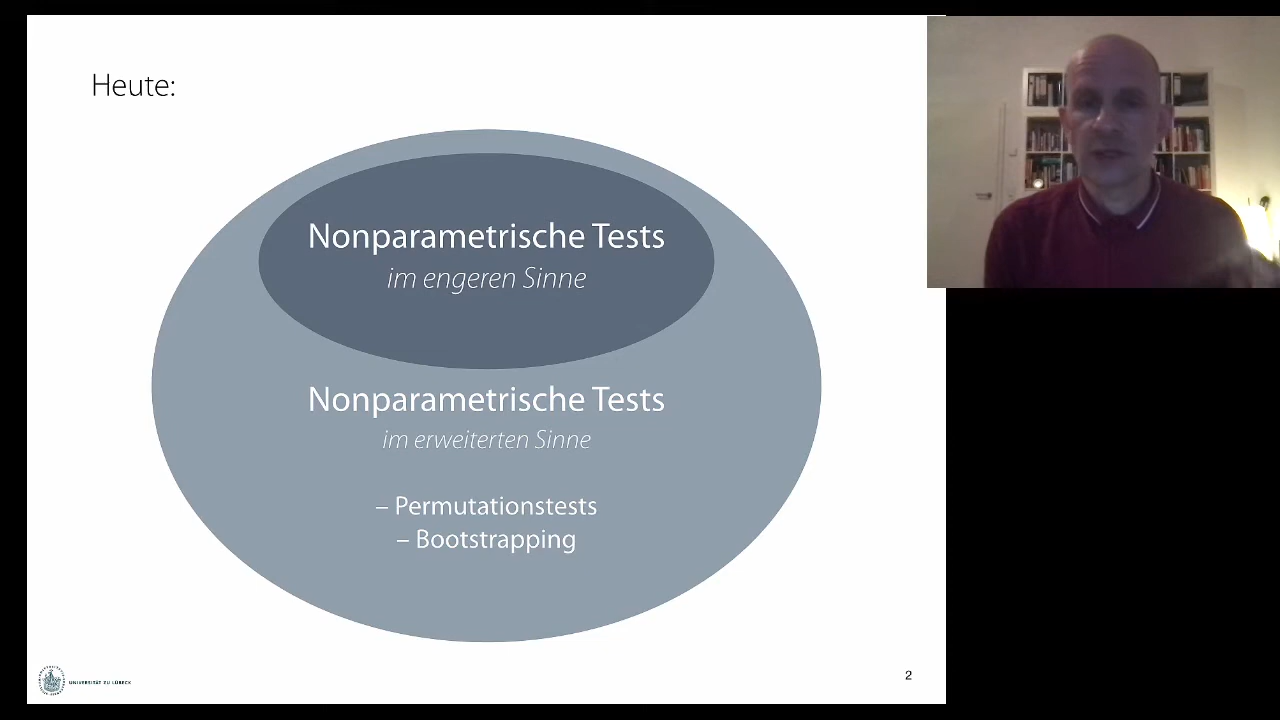 Heute:
Nonparametrische Tests
im engeren Sinne
Nonparametrische Tests
im erweiterten Sinne
– Permutationstests
– Bootstrapping
UNIVERSITÄT ZU LÜBECK
2